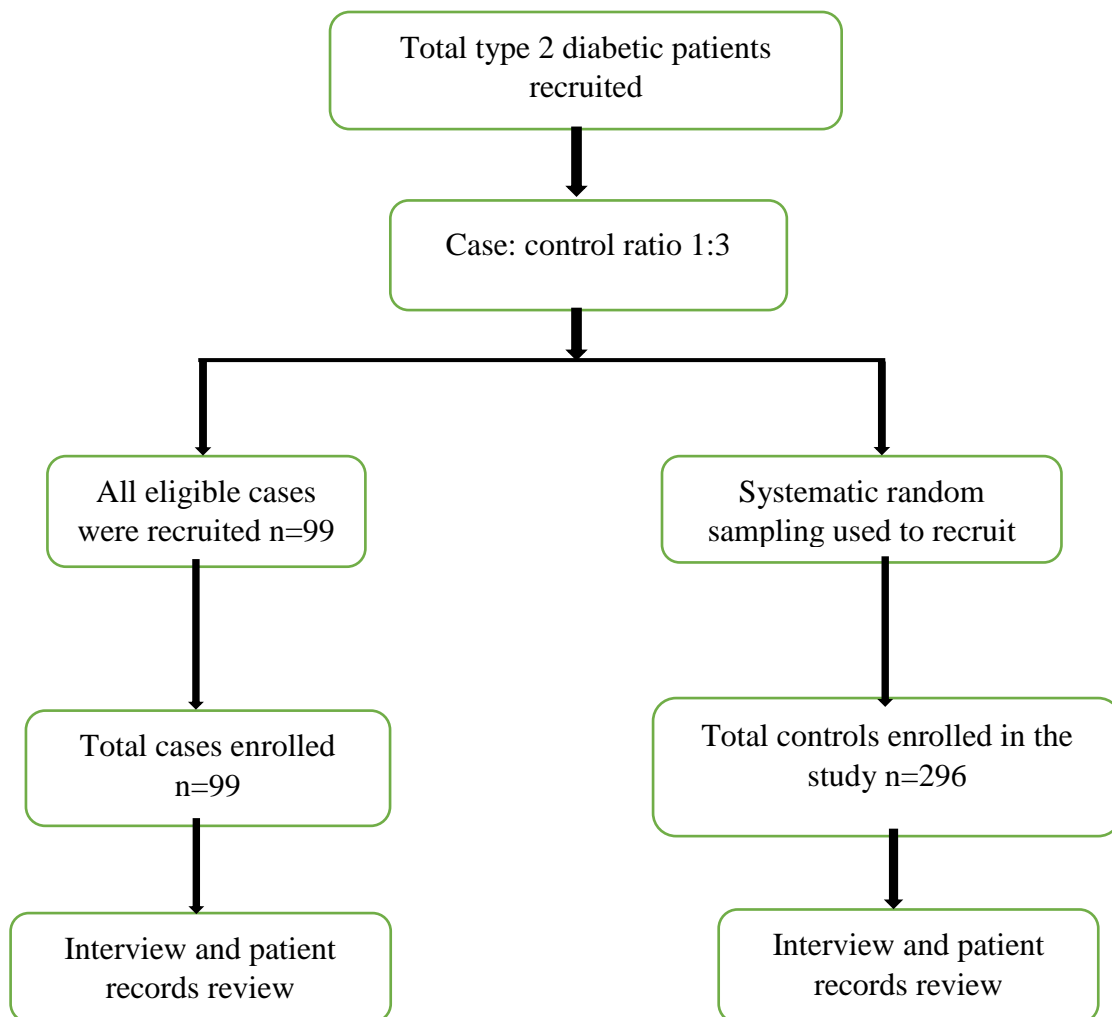 Total type 2 diabetic patients
recruited
Case: control ratio 1:3
All eligible cases
were recruited n=99
Systematic random
sampling used to recruit
Total cases enrolled
n=99
Total controls enrolled in the
study n=296
Interview and patient
records review
Interview and patient
records review